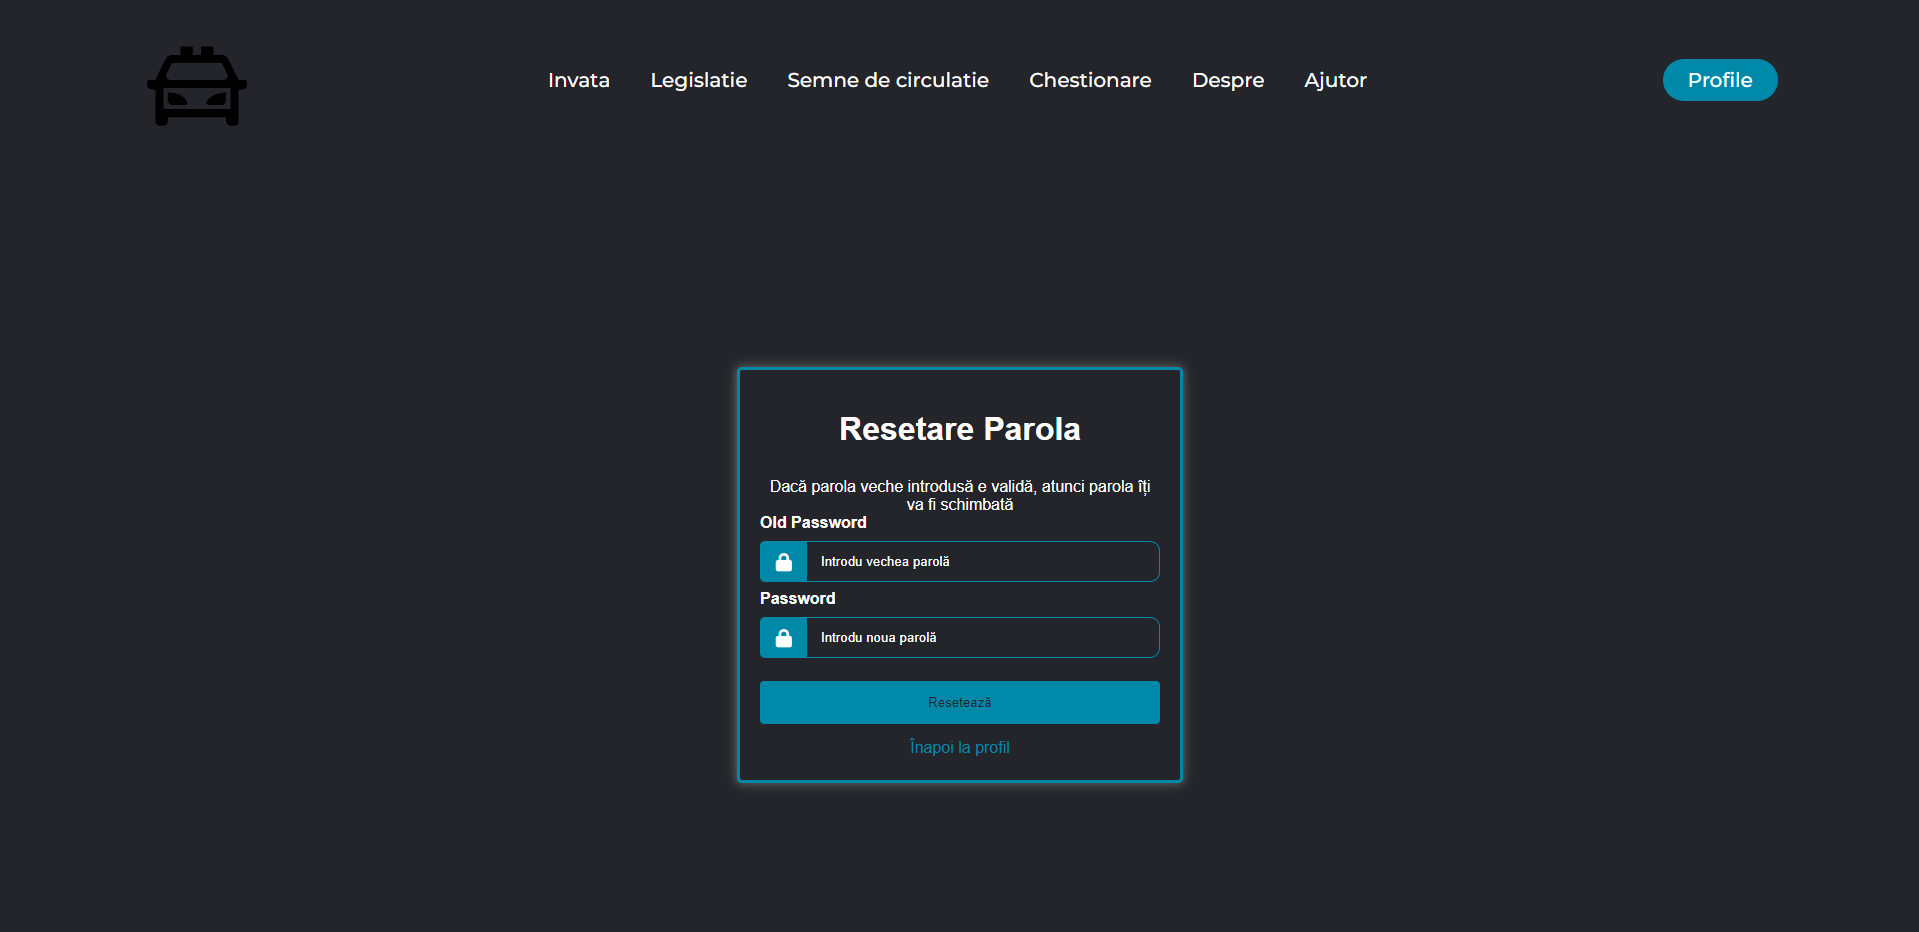 Invata Legislatie Semne de circulatie Chestionare Despre Ajutor Profile
Resetare Parola
Dacă parola veche introdusă e validă, atunci parola îți
va fi schimbată
Old Password
Introdu vechea parolă
Password
Introdu noua parolă
Resetează
Înapoi la profil